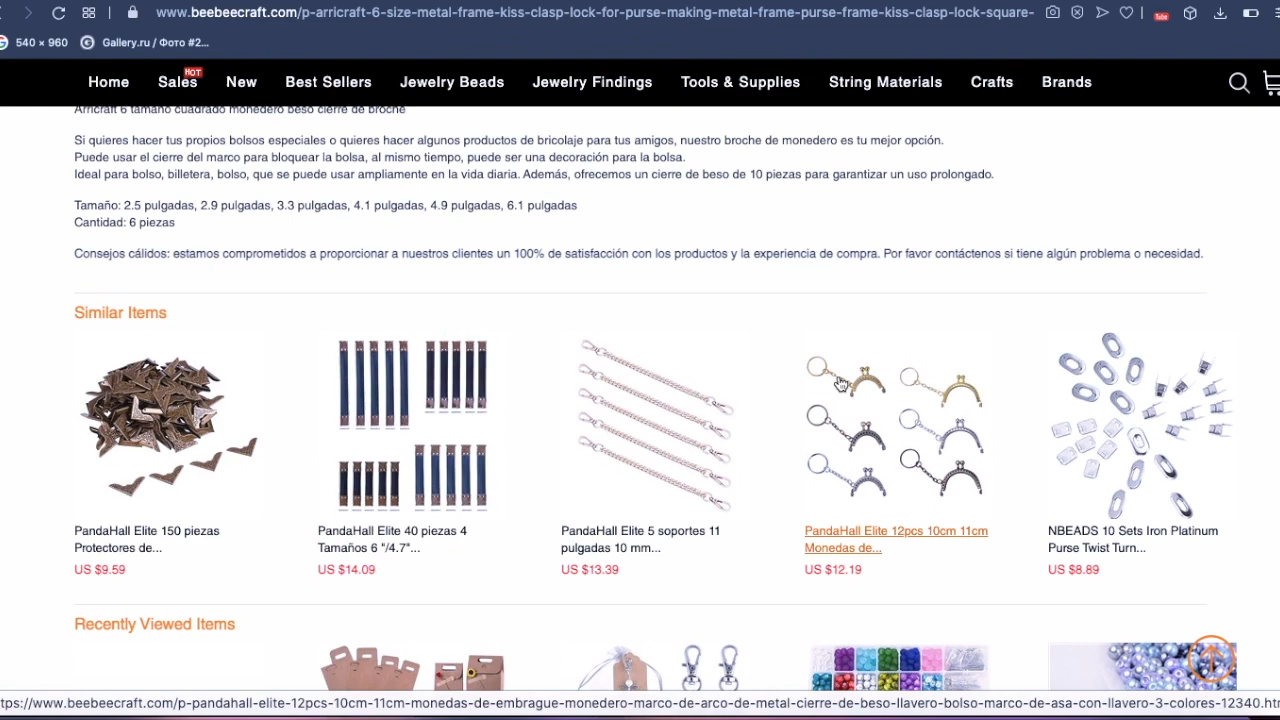 www.beebeecraft.com/p-arricraft-6-size-metal-frame-kiss-clasp-lock-for-purse-making-metal-frame-purse-frame-kiss-clasp-lock-square-
540 × 960
Gallery.ru / Фото #2...
Home
Sales
HOT
New
Best Sellers
Jewelry Beads
Jewelry Findings
Tools & Supplies
String Materials
Crafts
Brands
Arricraft 6 tamaño cuadrado monedero beso cierre de broche
Si quieres hacer tus propios bolsos especiales o quieres hacer algunos productos de bricolaje para tus amigos, nuestro broche de monedero es tu mejor opción.
Puede usar el cierre del marco para bloquear la bolsa, al mismo tiempo, puede ser una decoración para la bolsa.
Ideal para bolso, billetera, bolso, que se puede usar ampliamente en la vida diaria. Además, ofrecemos un cierre de beso de 10 piezas para garantizar un uso prolongado.
Tamaño: 2.5 pulgadas, 2.9 pulgadas, 3.3 pulgadas, 4.1 pulgadas, 4.9 pulgadas, 6.1 pulgadas
Cantidad: 6 piezas
Consejos cálidos: estamos comprometidos a proporcionar a nuestros clientes un 100% de satisfacción con los productos y la experiencia de compra. Por favor contáctenos si tiene algún problema o necesidad.
Similar Items
PandaHall Elite 150 piezas
Protectores de...
US $9.59
PandaHall Elite 40 piezas 4
Tamaños 6 "/4.7"...
US $14.09
PandaHall Elite 5 soportes 11
pulgadas 10 mm...
US $13.39
PandaHall Elite 12pcs 10cm 11cm
Monedas de...
US $12.19
NBEADS 10 Sets Iron Platinum
Purse Twist Turn...
US $8.89
Recently Viewed Items
tps://www.beebeecraft.com/p-pandahall-elite-12pcs-10cm-11cm-monedas-de-embrague-monedero-marco-de-arco-de-metal-cierre-de-beso-llavero-bolso-marco-de-asa-con-llavero-3-colores-12340.ht